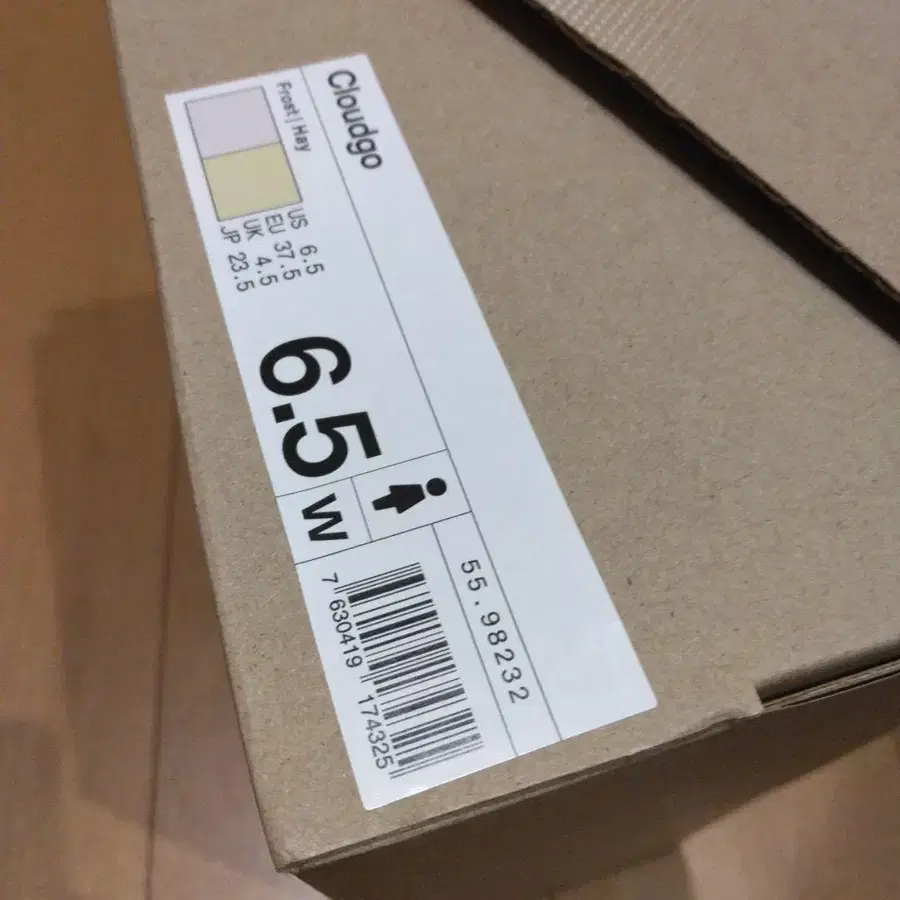 Cloudgo
Frost | Hay
US 6.5
EU 37.5
UK 4.5
JP 23.5
6.5
W
55.98232
7 630419 174325